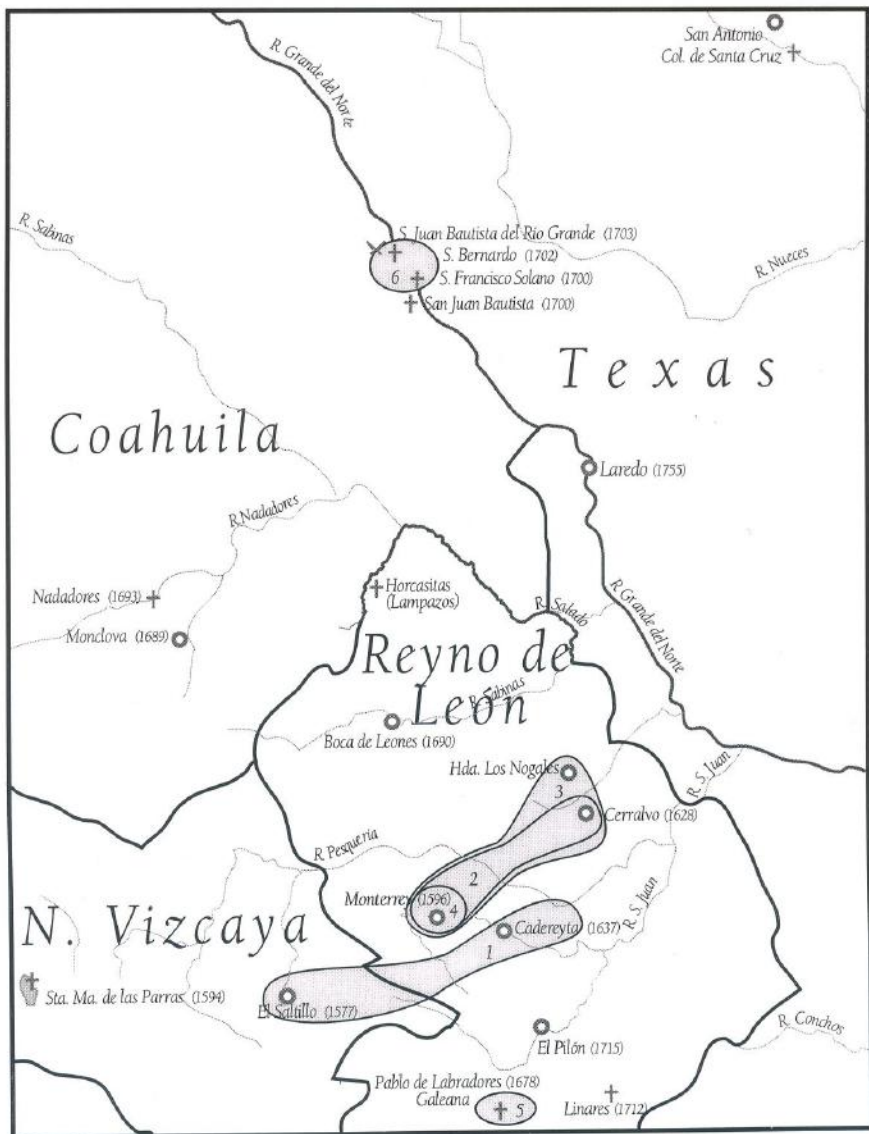 San Antonio
Col. de Santa Cruz
R. Grande del Norte
R. Sabinas
S. Juan Bautista del Río Grande (1703)
S. Bernardo (1702)
6
S. Francisco Solano (1700)
San Juan Bautista (1700)
R. Nueces
Texas
Coahuila
Laredo (1755)
R. Nadadores
Nadadores (1693)
Horcasitas
(Lampazos)
Monclova (1689)
R. Salado
R. Grande del Norte
Reyno de
León
R. Sabinas
Boca de Leones (1690)
Hda. Los Nogales
3
R. S. Juan
Cerralvo (1628)
R. Pesquería
2
Monterrey (1596)
4
N. Vizcaya
Cadereyta (1637)
R. S. Juan
1
Sta. Ma. de las Parras (1594)
El Saltillo (1577)
El Pilón (1715)
R. Conchos
Pablo de Labradores (1678)
Galeana
5
Linares (1712)